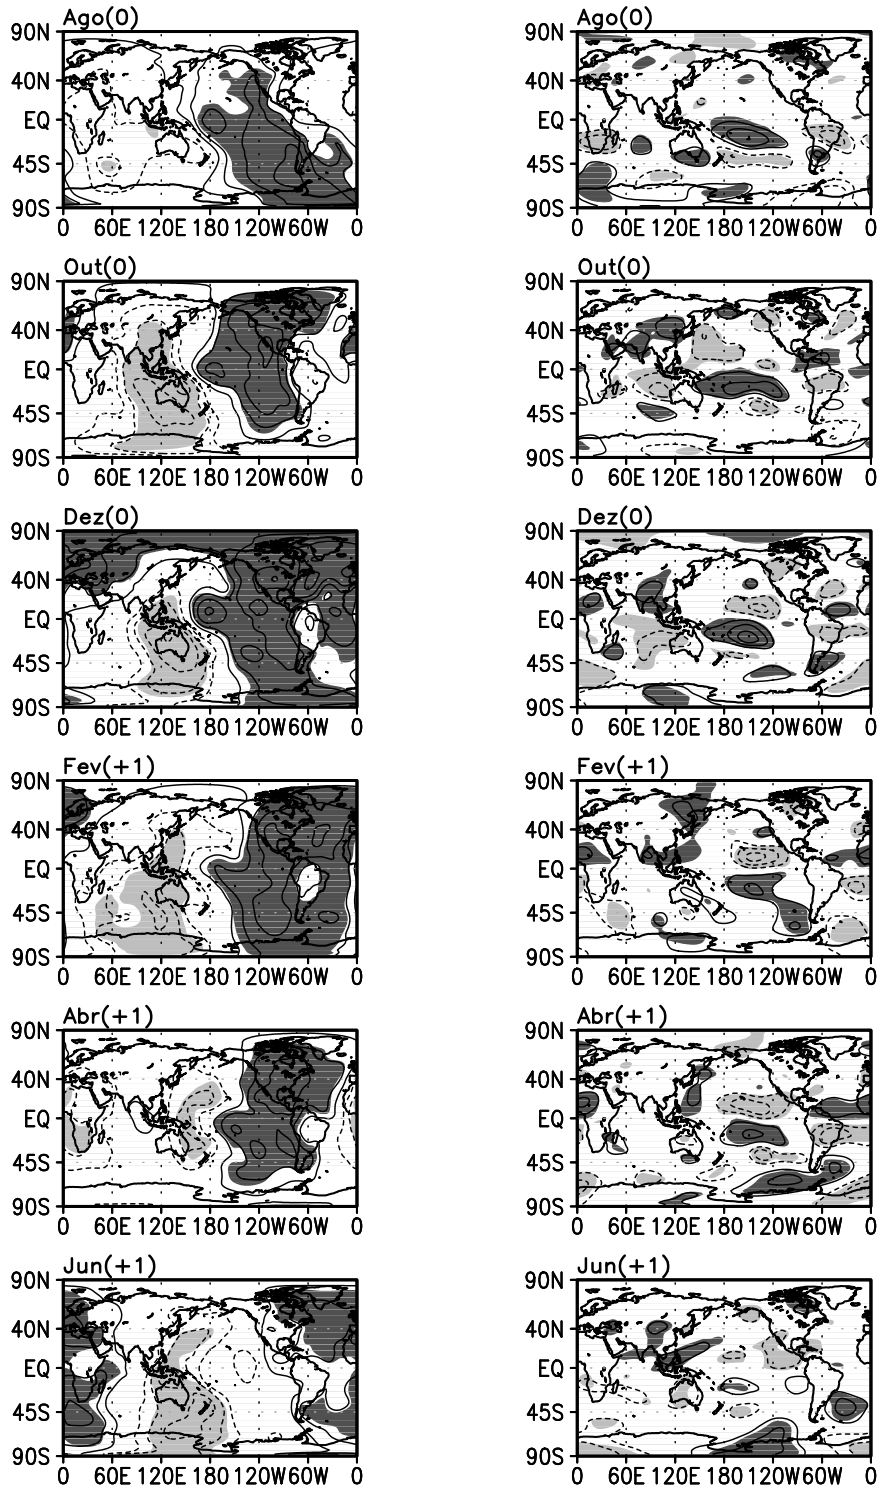 Ago(0) Ago(0)
90N 90N
40N 40N
EQ EQ
45S 45S
90S 90S
0 60E 120E 180 120W 60W 0 0 60E 120E 180 120W 60W 0
Out(0) Out(0)
90N 90N
40N 40N
EQ EQ
45S 45S
90S 90S
0 60E 120E 180 120W 60W 0 0 60E 120E 180 120W 60W 0
Dez(0) Dez(0)
90N 90N
40N 40N
EQ EQ
45S 45S
90S 90S
0 60E 120E 180 120W 60W 0 0 60E 120E 180 120W 60W 0
Fev(+1) Fev(+1)
90N 90N
40N 40N
EQ EQ
45S 45S
90S 90S
0 60E 120E 180 120W 60W 0 0 60E 120E 180 120W 60W 0
Abr(+1) Abr(+1)
90N 90N
40N 40N
EQ EQ
45S 45S
90S 90S
0 60E 120E 180 120W 60W 0 0 60E 120E 180 120W 60W 0
Jun(+1) Jun(+1)
90N 90N
40N 40N
EQ EQ
45S 45S
90S 90S
0 60E 120E 180 120W 60W 0 0 60E 120E 180 120W 60W 0